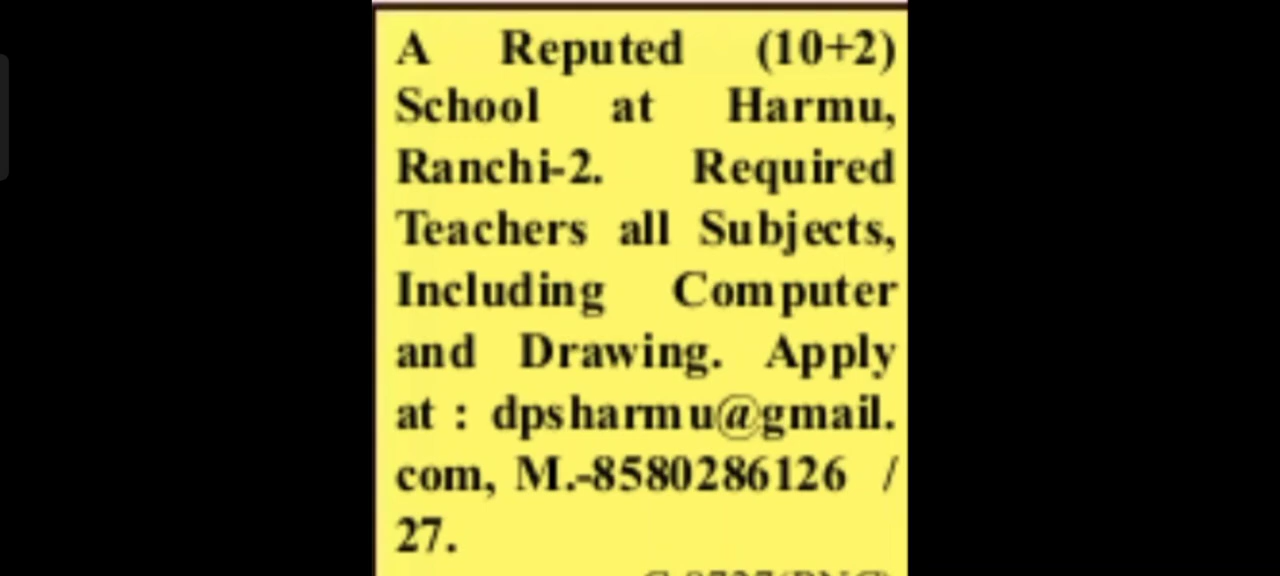 A Reputed (10+2)
School at Harmu,
Ranchi-2. Required
Teachers all Subjects,
Including Computer
and Drawing. Apply
at : dpsharmu@gmail.
com, M.-8580286126 /
27.